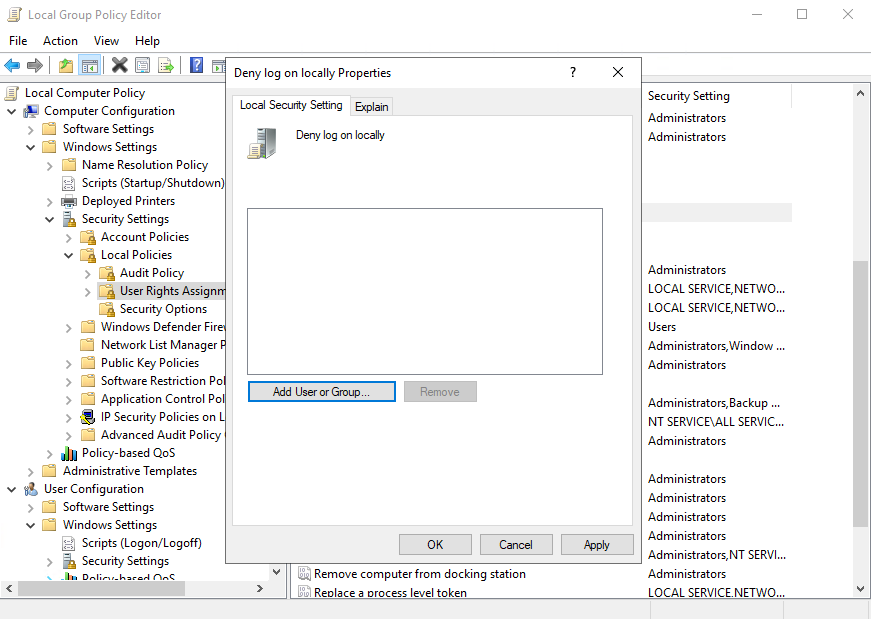 Local Group Policy Editor
File Action View Help
Local Computer Policy
Computer Configuration
Software Settings
Windows Settings
Name Resolution Policy
Scripts (Startup/Shutdown)
Deployed Printers
Security Settings
Account Policies
Local Policies
Audit Policy
User Rights Assignm
Security Options
Windows Defender Firew
Network List Manager P
Public Key Policies
Software Restriction Pol
Application Control Pol
IP Security Policies on L
Advanced Audit Policy
Policy-based QoS
Administrative Templates
User Configuration
Software Settings
Windows Settings
Scripts (Logon/Logoff)
Security Settings
Policy-based QoS
Deny log on locally Properties
?
Local Security Setting
Explain
Deny log on locally
Add User or Group...
Remove
OK
Cancel
Apply
Security Setting
Administrators
Administrators
Administrators
LOCAL SERVICE,NETWO...
LOCAL SERVICE,NETWO...
Users
Administrators,Window ...
Administrators
Administrators,Backup ...
NT SERVICE\ALL SERVIC...
Administrators
Administrators
Administrators
Administrators
Administrators
Administrators,NT SERVI...
Remove computer from docking station Administrators
Replace a process level token LOCAL SERVICE,NETWO...